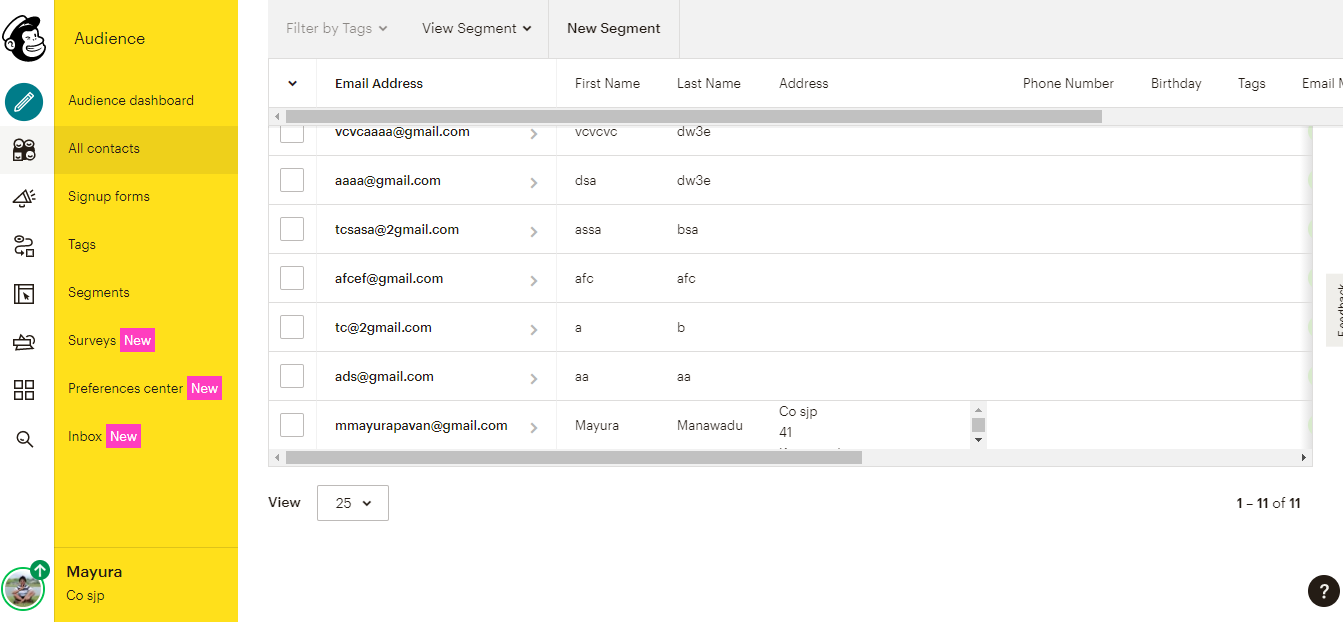 Audience
Audience dashboard
All contacts
Signup forms
Tags
Segments
Surveys New
Preferences center New
Inbox New
Mayura
Co sjp
Filter by Tags View Segment New Segment
Email Address First Name Last Name Address Phone Number Birthday Tags Email M
vcvcaaaa@gmail.com vcvcvc dw3e
aaaa@gmail.com dsa dw3e
tcsasa@2gmail.com assa bsa
afcef@gmail.com afc afc
tc@2gmail.com a b
ads@gmail.com aa aa
mmayurapavan@gmail.com Mayura Manawadu Co sjp
41
View 25 1 – 11 of 11
Feedback
?